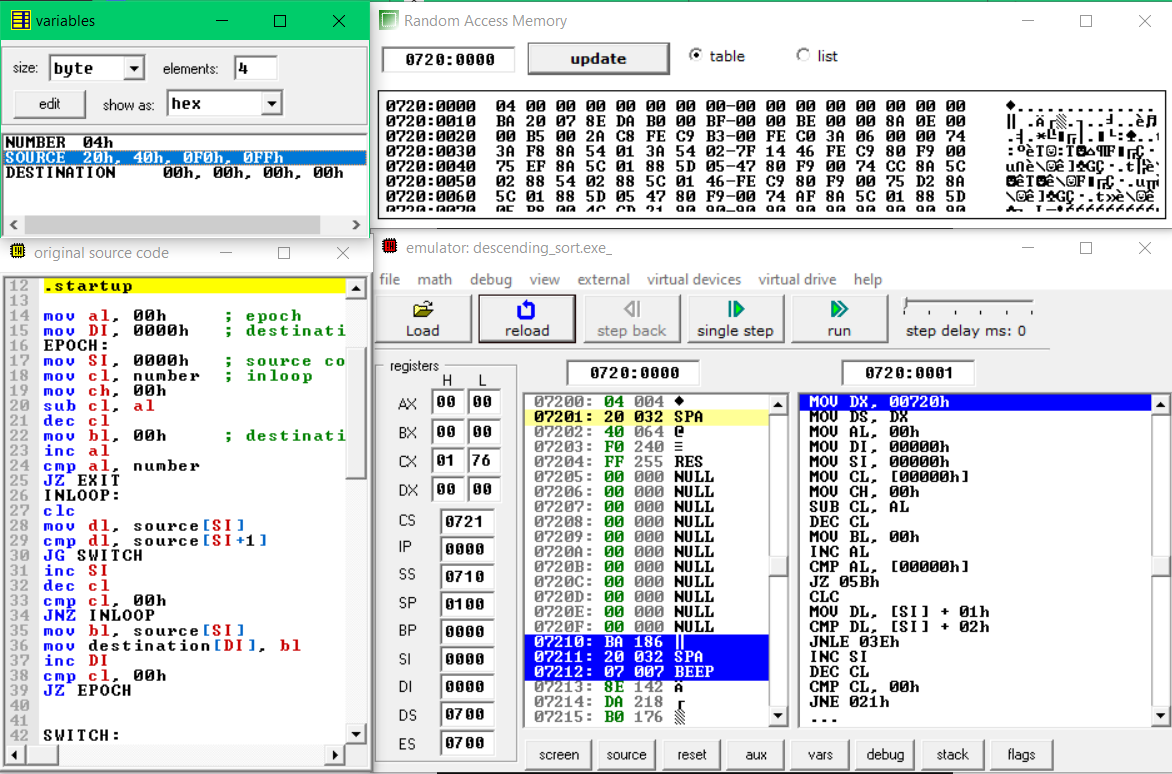 variables
size: byte elements: 4
edit show as: hex
NUMBER 04h
SOURCE 20h, 40h, 0F0h, 0FFh
DESTINATION 00h, 00h, 00h, 00h
Random Access Memory
0720:0000 update table list
0720:0000 04 00 00 00 00 00 00 00-00 00 00 00 00 00 00 00
0720:0010 BA 20 07 8E DA B0 00 BF-00 00 BE 00 00 8A 0E 00
0720:0020 00 B5 00 2A C8 FE C9 B3-00 FE C0 3A 06 00 00 74
0720:0030 3A F8 8A 54 01 3A 54 02-7F 14 46 FE C9 80 F9 00
0720:0040 75 EF 8A 5C 01 88 5D 05-47 80 F9 00 74 CC 8A 5C
0720:0050 02 88 54 02 88 5C 01 46-FE C9 80 F9 00 75 D2 8A
0720:0060 5C 01 88 5D 05 47 80 F9-00 74 AF 8A 5C 01 88 5D
original source code
12 .startup
13
14 mov al, 00h ; epoch
15 mov DI, 0000h ; destinati
16 EPOCH:
17 mov SI, 0000h ; source co
18 mov cl, number ; inloop
19 mov ch, 00h
20 sub cl, al
21 dec cl
22 mov bl, 00h ; destinati
23 inc al
24 cmp al, number
25 JZ EXIT
26 INLOOP:
27 clc
28 mov dl, source[SI]
29 cmp dl, source[SI+1]
30 JG SWITCH
31 inc SI
32 dec cl
33 cmp cl, 00h
34 JNZ INLOOP
35 mov bl, source[SI]
36 mov destination[DI], bl
37 inc DI
38 cmp cl, 00h
39 JZ EPOCH
40
41
42 SWITCH:
emulator: descending_sort.exe_
file math debug view external virtual devices virtual drive help
Load reload step back single step run step delay ms: 0
registers
H L
AX 00 00
BX 00 00
CX 01 76
DX 00 00
CS 0721
IP 0000
SS 0710
SP 0100
BP 0000
SI 0000
DI 0000
DS 0700
ES 0700
0720:0000
07200: 04 004 ♦
07201: 20 032 SPA
07202: 40 064 @
07203: F0 240 ≡
07204: FF 255 RES
07205: 00 000 NULL
07206: 00 000 NULL
07207: 00 000 NULL
07208: 00 000 NULL
07209: 00 000 NULL
0720A: 00 000 NULL
0720B: 00 000 NULL
0720C: 00 000 NULL
0720D: 00 000 NULL
0720E: 00 000 NULL
0720F: 00 000 NULL
07210: BA 186 ║
07211: 20 032 SPA
07212: 07 007 BEEP
07213: 8E 142 Ä
07214: DA 218 ┌
07215: B0 176 ░
0720:0001
MOV DX, 00720h
MOV DS, DX
MOV AL, 00h
MOV DI, 00000h
MOV SI, 00000h
MOV CL, [00000h]
MOV CH, 00h
SUB CL, AL
DEC CL
MOV BL, 00h
INC AL
CMP AL, [00000h]
JZ 05Bh
CLC
MOV DL, [SI] + 01h
CMP DL, [SI] + 02h
JNLE 03Eh
INC SI
DEC CL
CMP CL, 00h
JNE 021h
...
screen source reset aux vars debug stack flags